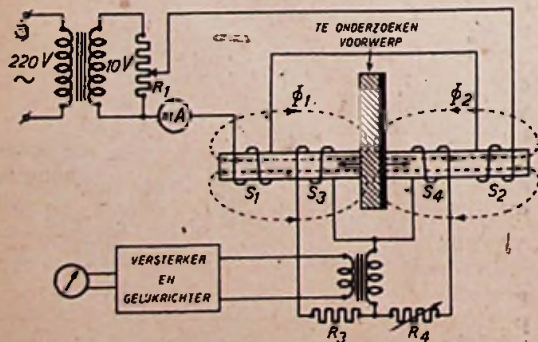 TE ONDERZOEKEN
VOORWERP
220V
~
10V
R1
mA
Φ1
Φ2
S1
S3
S4
S2
VERSTERKER
EN
GELIJKRICHTER
R3
R4